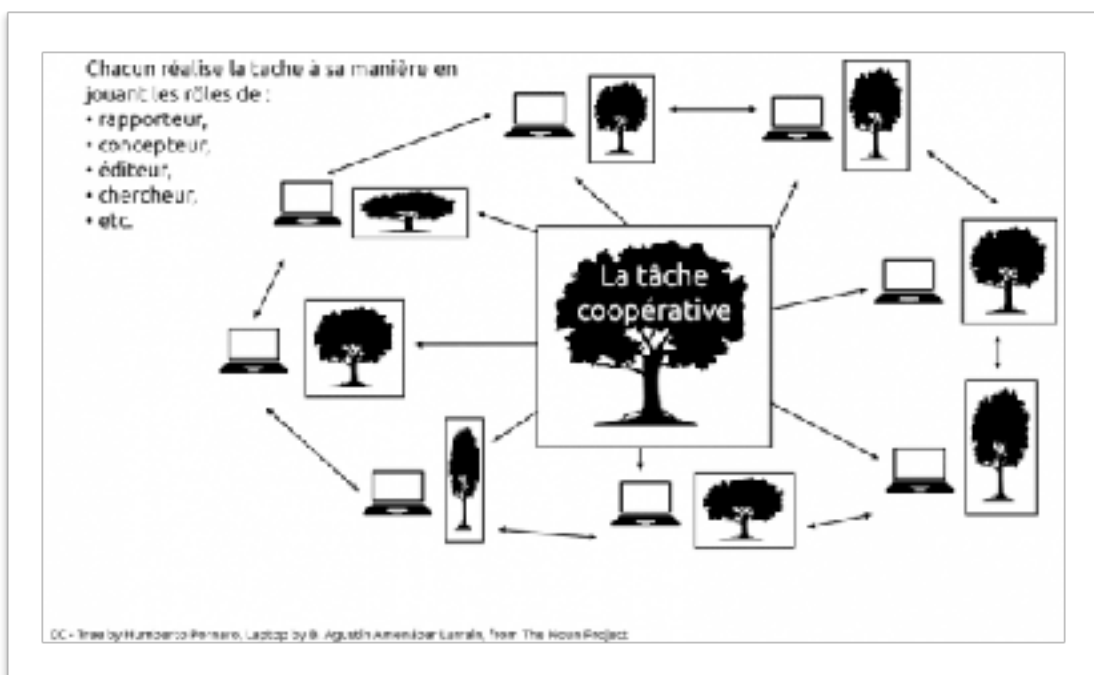 Chacun réalise la tache à sa manière en
jouant les rôles de :
• rapporteur,
• concepteur,
• éditeur,
• chercheur,
• etc.
La tâche
coopérative
CC - Tree by Humberto Pornaro, Laptop by B. Agustín Amenábar Larraín, from The Noun Project